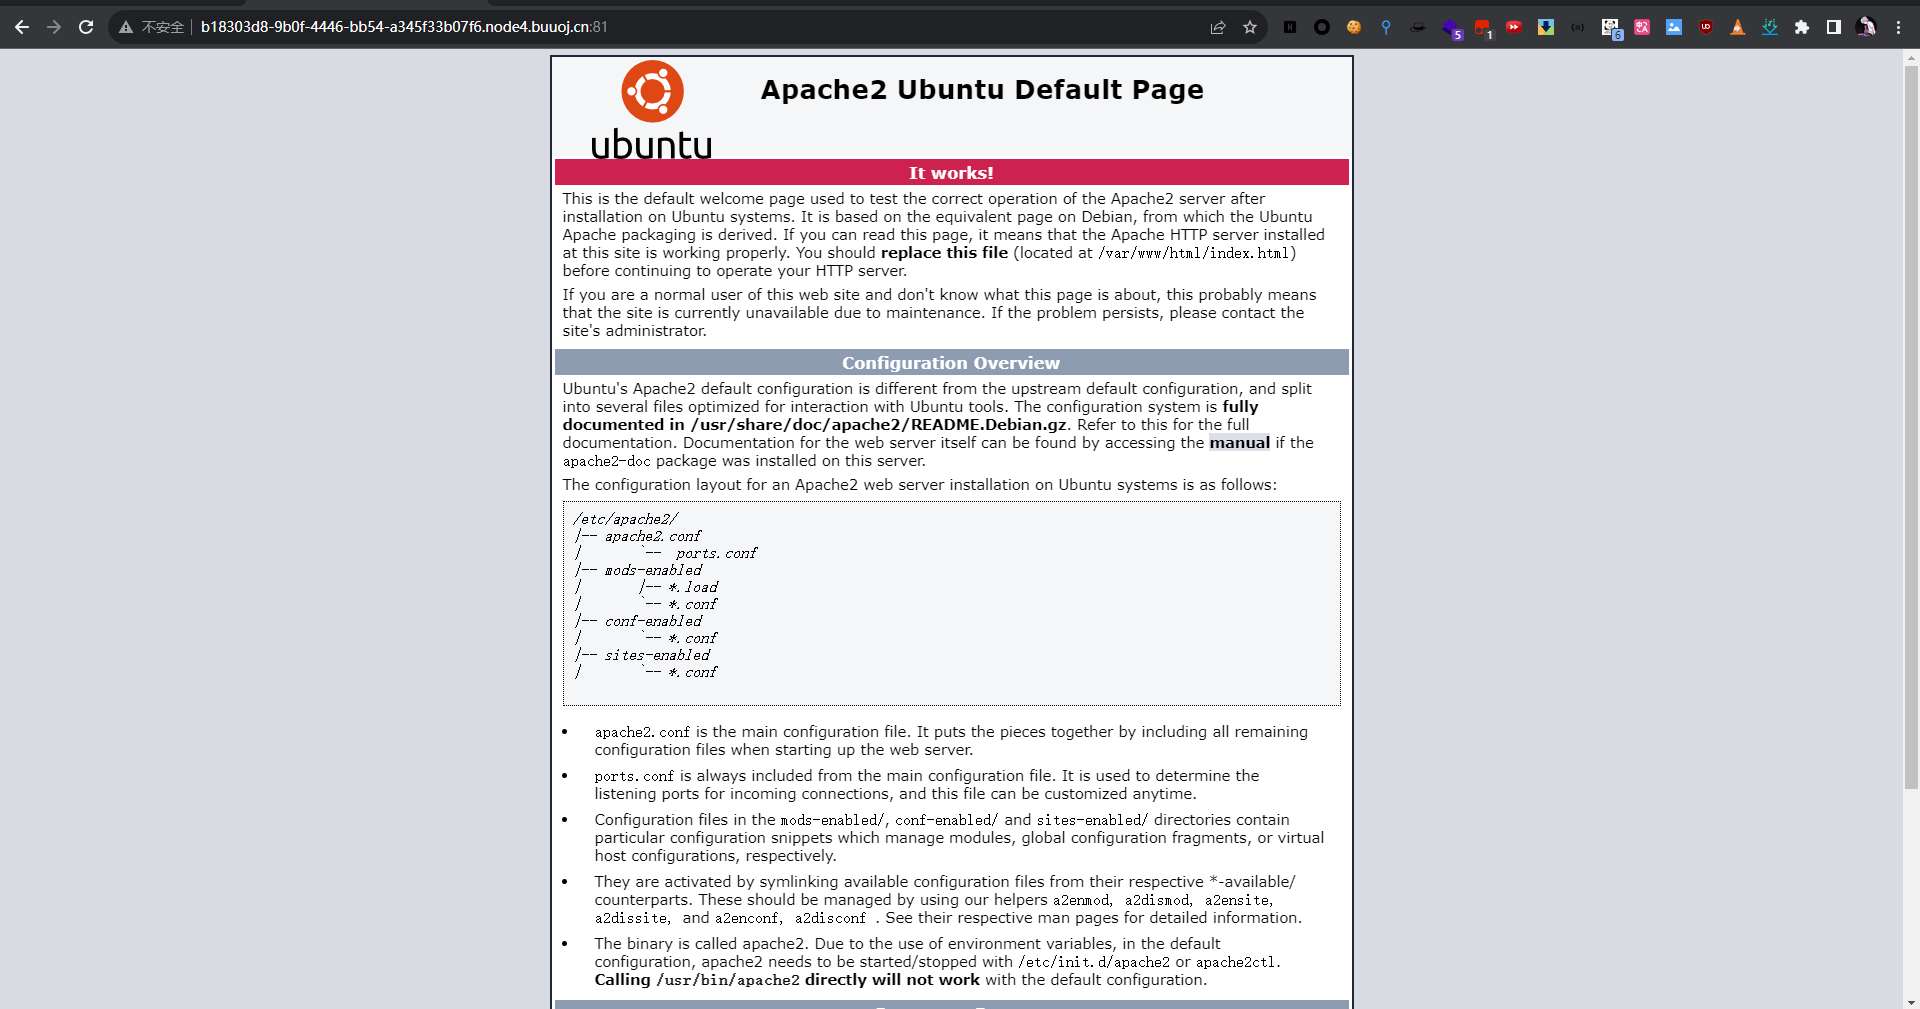 不安全 b18303d8-9b0f-4446-bb54-a345f33b07f6.node4.buuoj.cn:81
5
1
6
ubuntu
Apache2 Ubuntu Default Page
It works!
This is the default welcome page used to test the correct operation of the Apache2 server after
installation on Ubuntu systems. It is based on the equivalent page on Debian, from which the Ubuntu
Apache packaging is derived. If you can read this page, it means that the Apache HTTP server installed
at this site is working properly. You should replace this file (located at /var/www/html/index.html)
before continuing to operate your HTTP server.
If you are a normal user of this web site and don't know what this page is about, this probably means
that the site is currently unavailable due to maintenance. If the problem persists, please contact the
site's administrator.
Configuration Overview
Ubuntu's Apache2 default configuration is different from the upstream default configuration, and split
into several files optimized for interaction with Ubuntu tools. The configuration system is fully
documented in /usr/share/doc/apache2/README.Debian.gz. Refer to this for the full
documentation. Documentation for the web server itself can be found by accessing the manual if the
apache2-doc package was installed on this server.
The configuration layout for an Apache2 web server installation on Ubuntu systems is as follows:
/etc/apache2/
|-- apache2.conf
|       `--  ports.conf
|-- mods-enabled
|       |-- *.load
|       `-- *.conf
|-- conf-enabled
|       `-- *.conf
|-- sites-enabled
|       `-- *.conf
• apache2.conf is the main configuration file. It puts the pieces together by including all remaining
configuration files when starting up the web server.
• ports.conf is always included from the main configuration file. It is used to determine the
listening ports for incoming connections, and this file can be customized anytime.
• Configuration files in the mods-enabled/, conf-enabled/ and sites-enabled/ directories contain
particular configuration snippets which manage modules, global configuration fragments, or virtual
host configurations, respectively.
• They are activated by symlinking available configuration files from their respective *-available/
counterparts. These should be managed by using our helpers a2enmod, a2dismod, a2ensite,
a2dissite, and a2enconf, a2disconf . See their respective man pages for detailed information.
• The binary is called apache2. Due to the use of environment variables, in the default
configuration, apache2 needs to be started/stopped with /etc/init.d/apache2 or apache2ctl.
Calling /usr/bin/apache2 directly will not work with the default configuration.